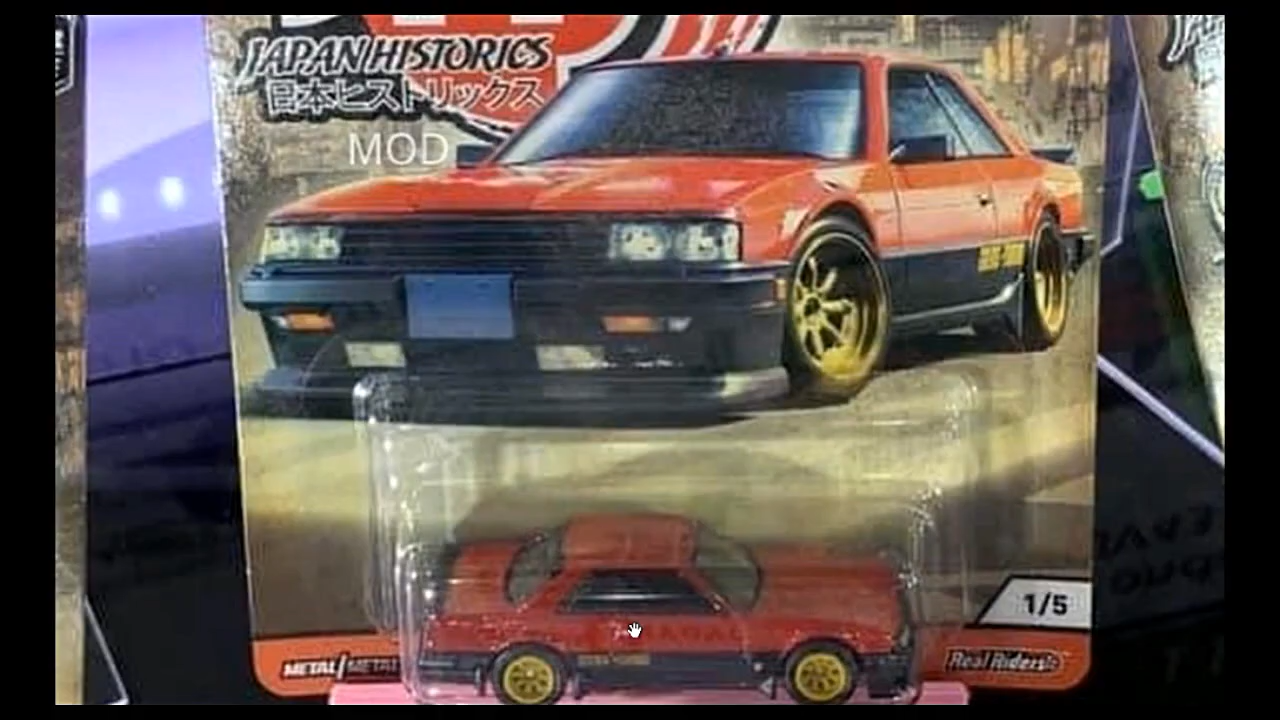 JAPAN HISTORICS
日本ヒストリックス
MOD
1/5
METAL/METAL
Real Riders